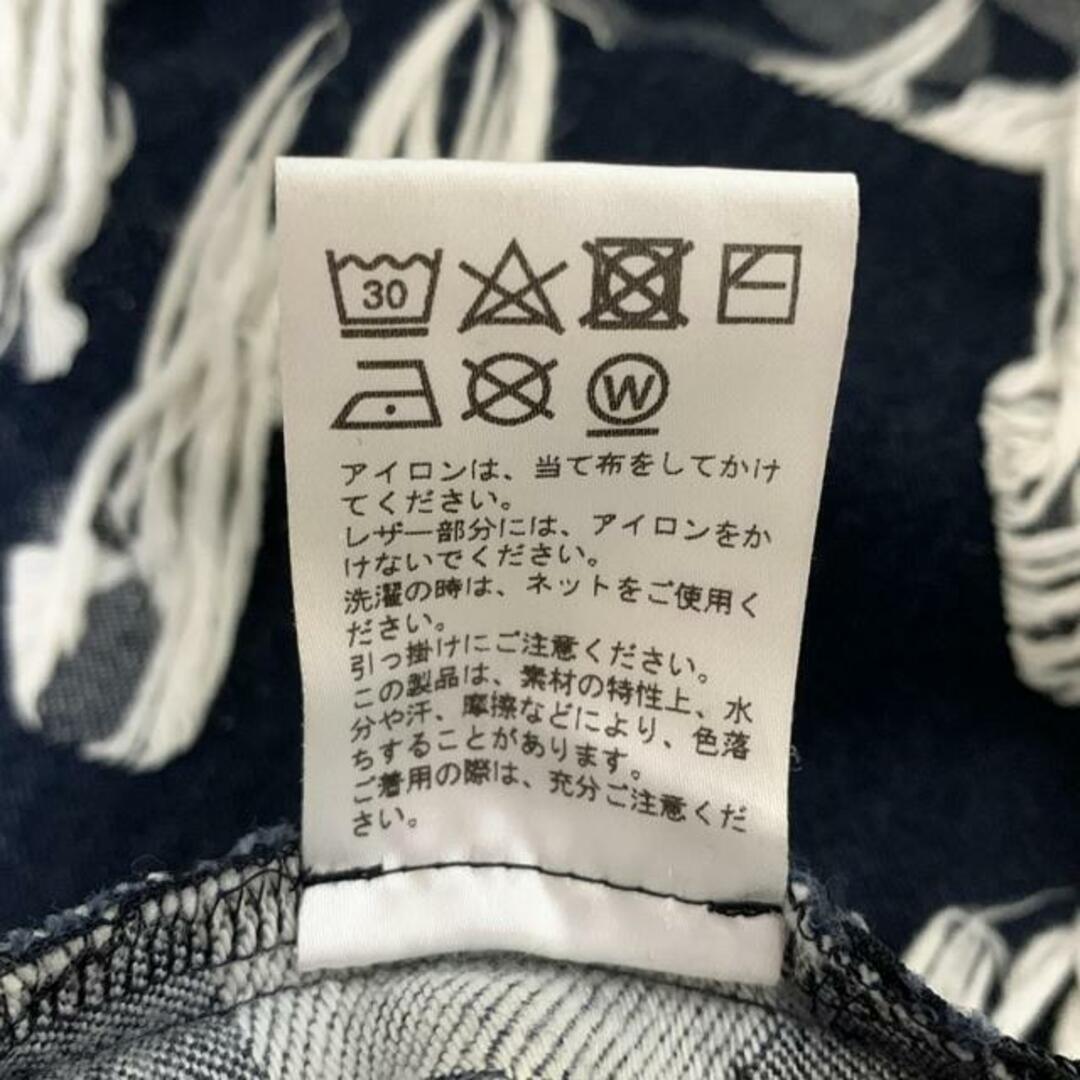 30
W
アイロンは、当て布をしてかけ
てください。
レザー部分には、アイロンをか
けないでください。
洗濯の時は、ネットをご使用く
ださい。
引っ掛けにご注意ください。
この製品は、素材の特性上、水
分や汗、摩擦などにより、色落
ちすることがあります。
ご着用の際は、充分ご注意くだ
さい。